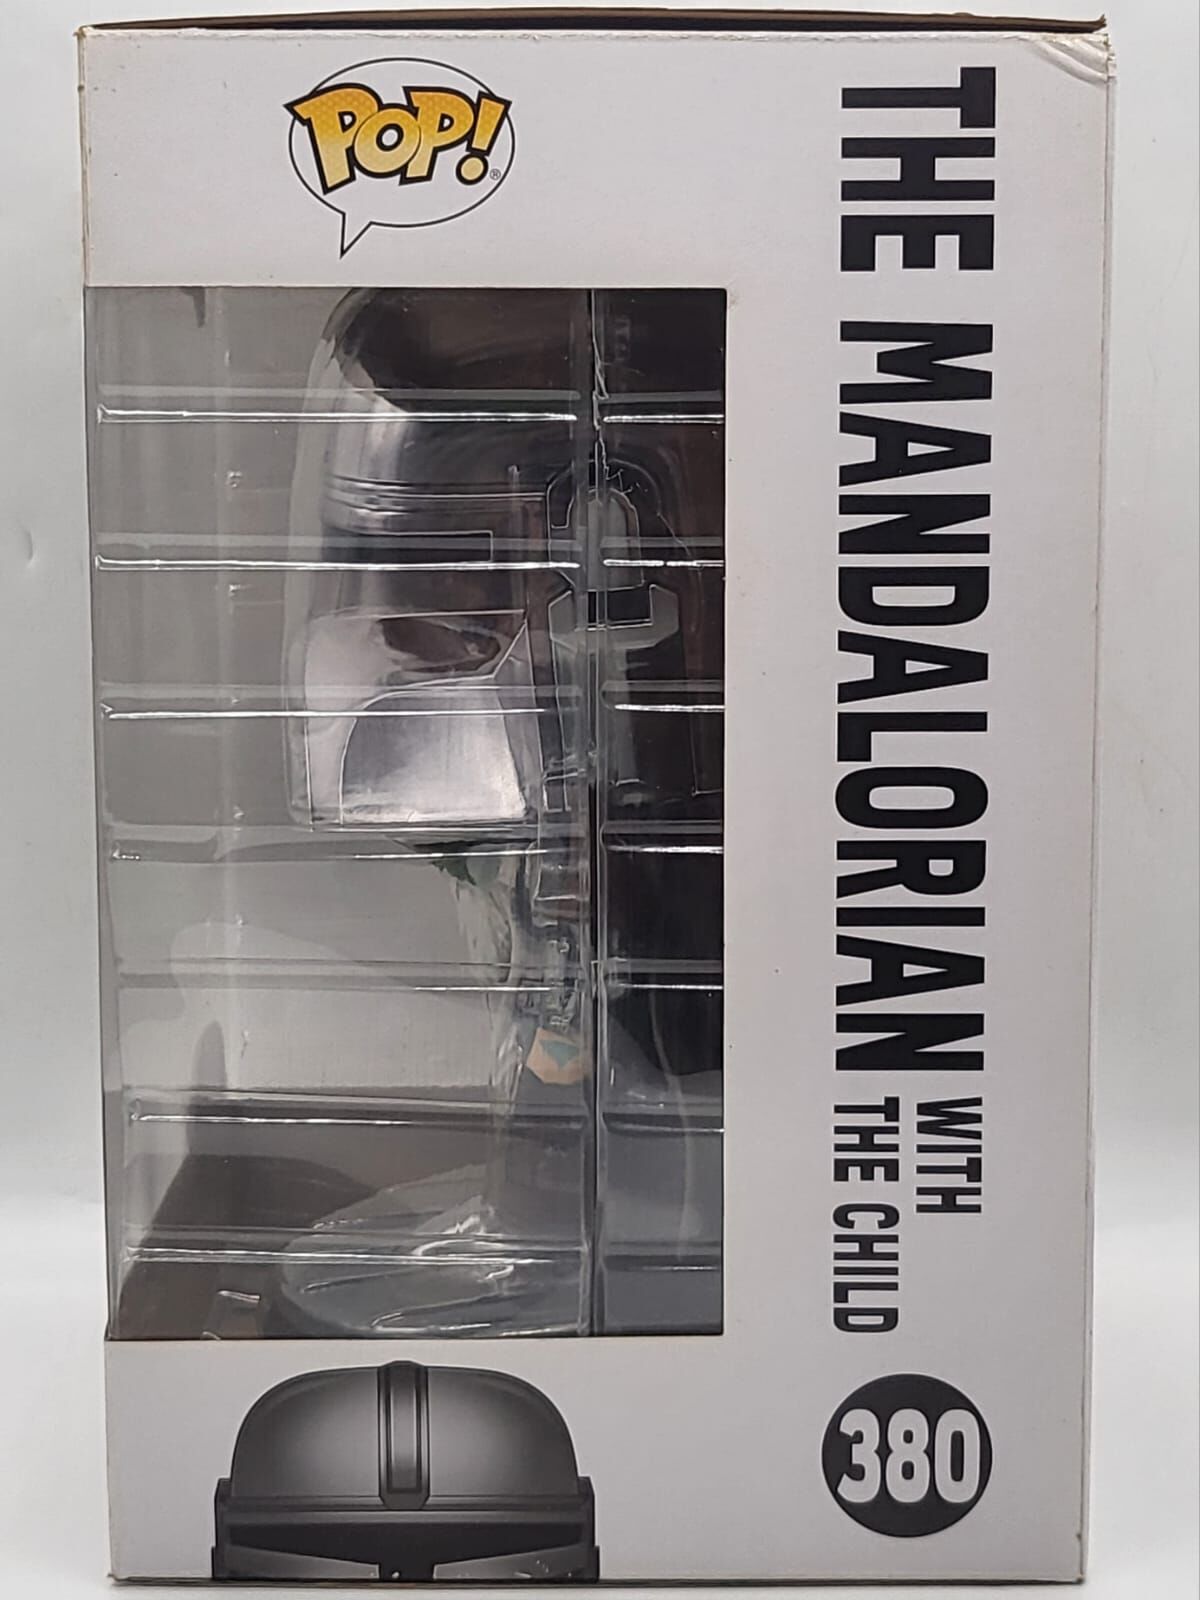 POP!®
THE MANDALORIAN WITH
THE CHILD
380